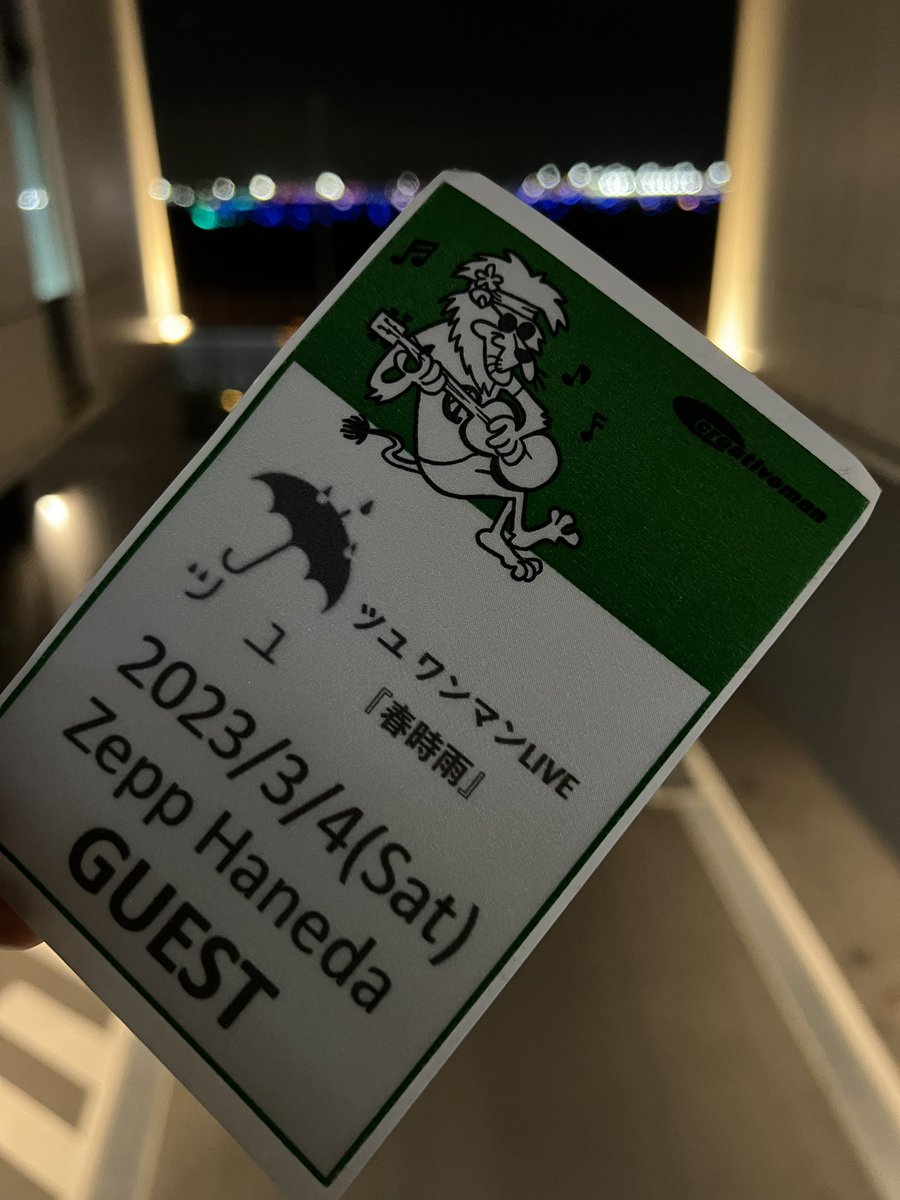 creativeman
ツユ
ツユ ワンマンLIVE
『春時雨』
2023/3/4(Sat)
Zepp Haneda
GUEST